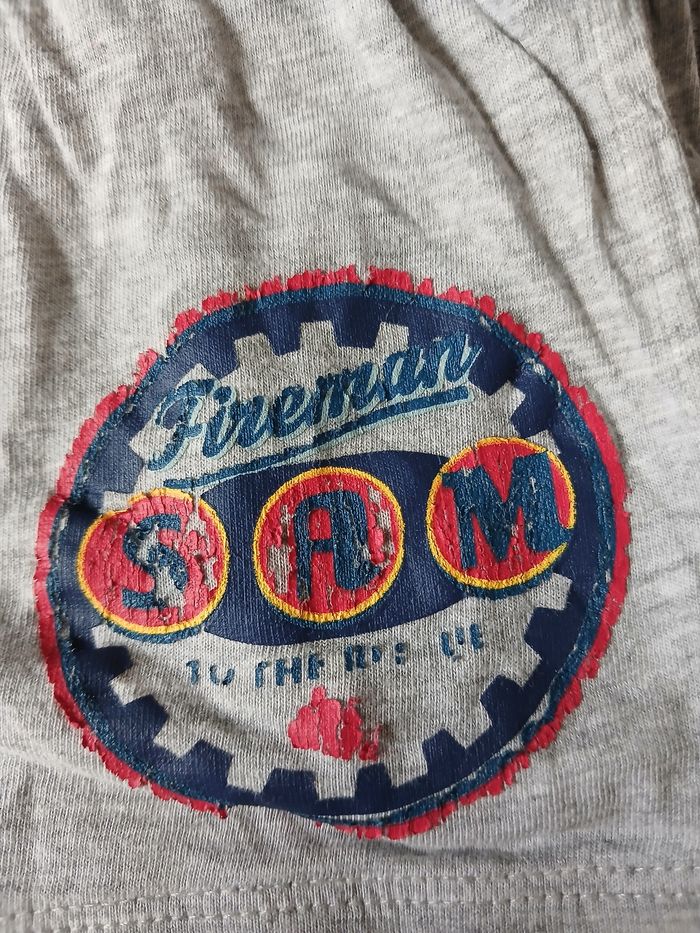 Fireman
SAM
TO THE